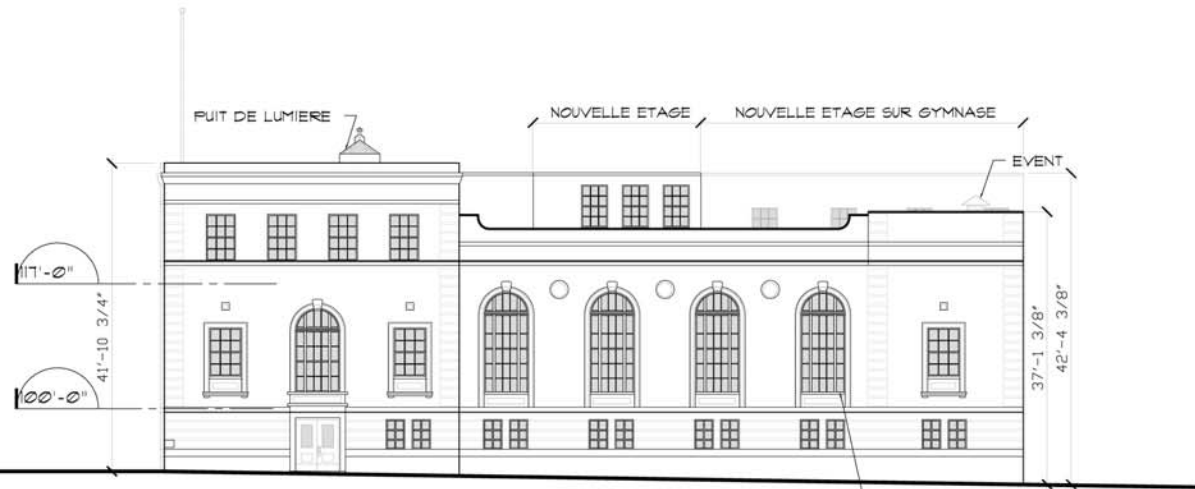 PUIT DE LUMIERE
NOUVELLE ETAGE
NOUVELLE ETAGE SUR GYMNASE
EVENT
117'-0"
41'-10 3/4"
100'-0"
37'-1 3/8"
42'-4 3/8"